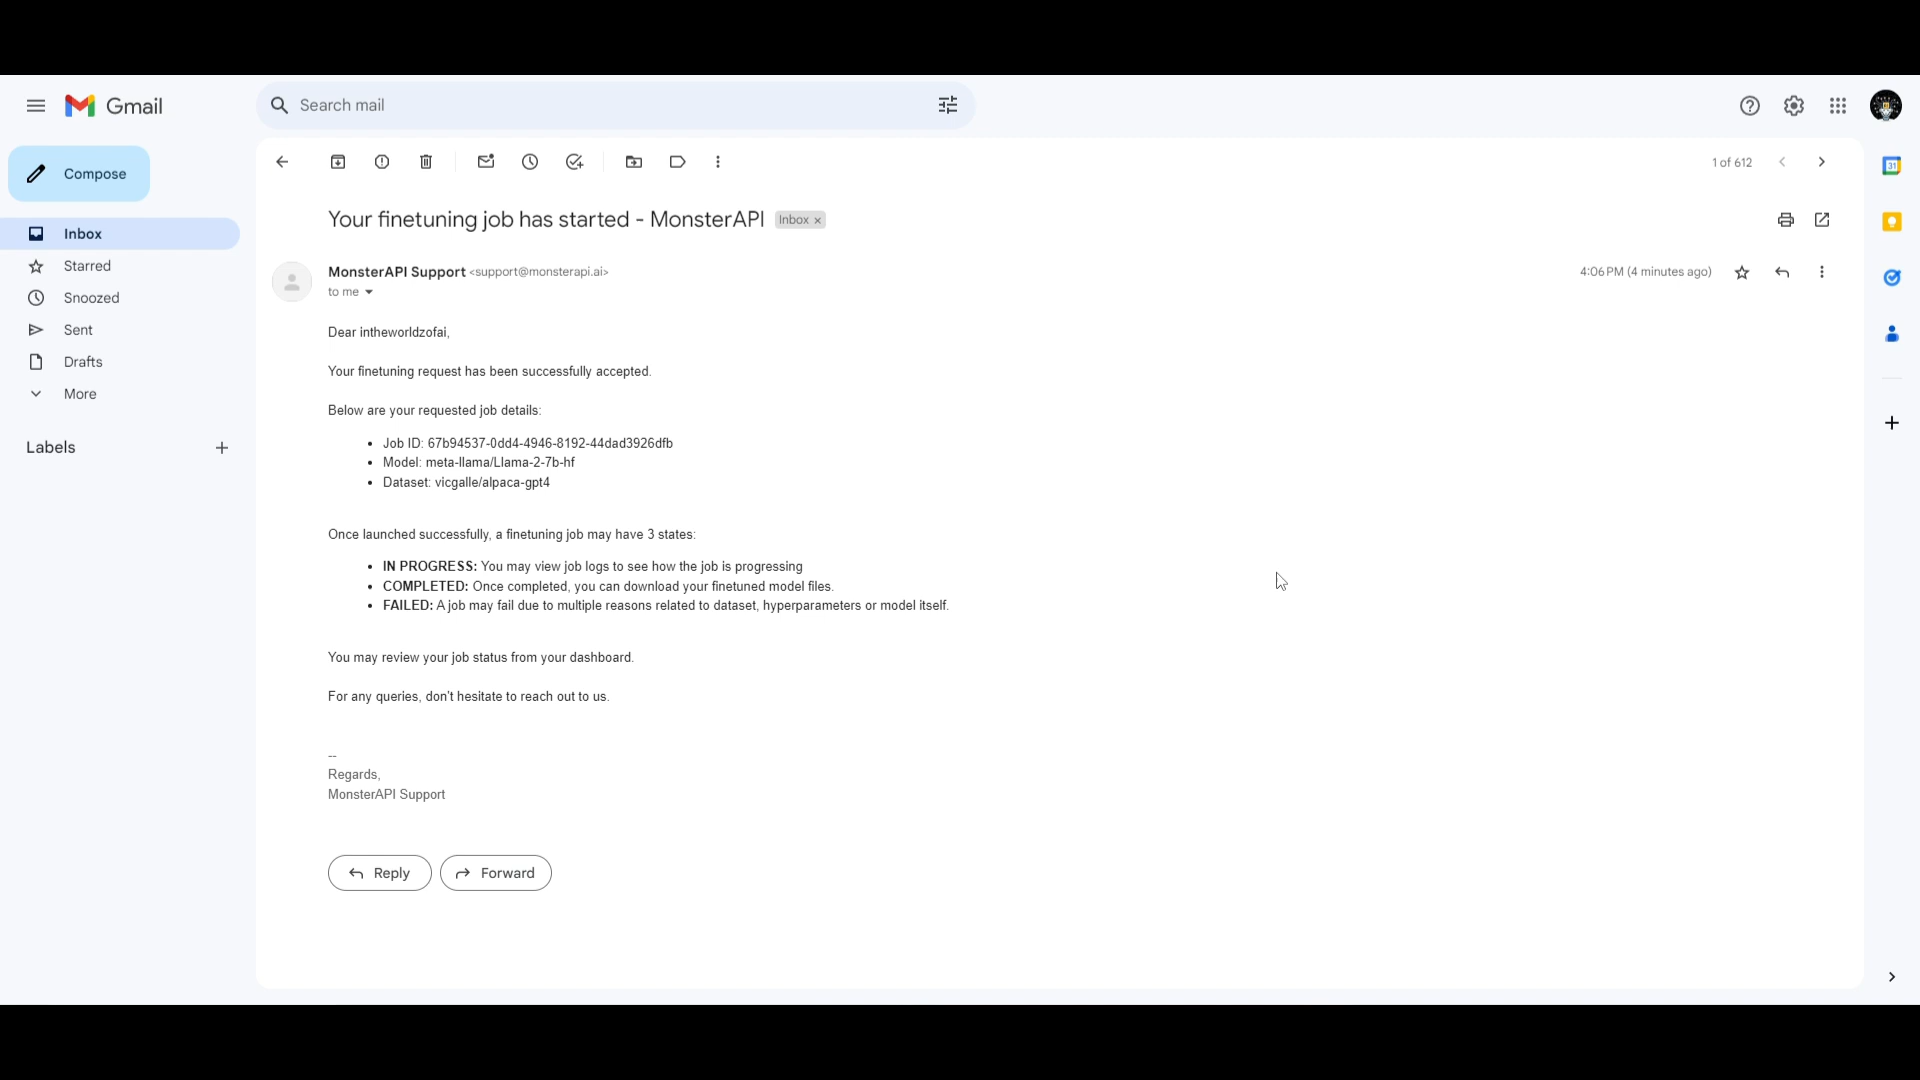 Gmail
Search mail
Compose
1 of 612
Inbox
Starred
Snoozed
Sent
Drafts
More
Labels
Your finetuning job has started - MonsterAPI Inbox ×
MonsterAPI Support <support@monsterapi.ai>
4:06 PM (4 minutes ago)
to me
Dear intheworldzofai,
Your finetuning request has been successfully accepted.
Below are your requested job details:
• Job ID: 67b94537-0dd4-4946-8192-44dad3926dfb
• Model: meta-llama/Llama-2-7b-hf
• Dataset: vicgalle/alpaca-gpt4
Once launched successfully, a finetuning job may have 3 states:
• IN PROGRESS: You may view job logs to see how the job is progressing
• COMPLETED: Once completed, you can download your finetuned model files.
• FAILED: A job may fail due to multiple reasons related to dataset, hyperparameters or model itself.
You may review your job status from your dashboard.
For any queries, don't hesitate to reach out to us.
--
Regards,
MonsterAPI Support
Reply
Forward
31